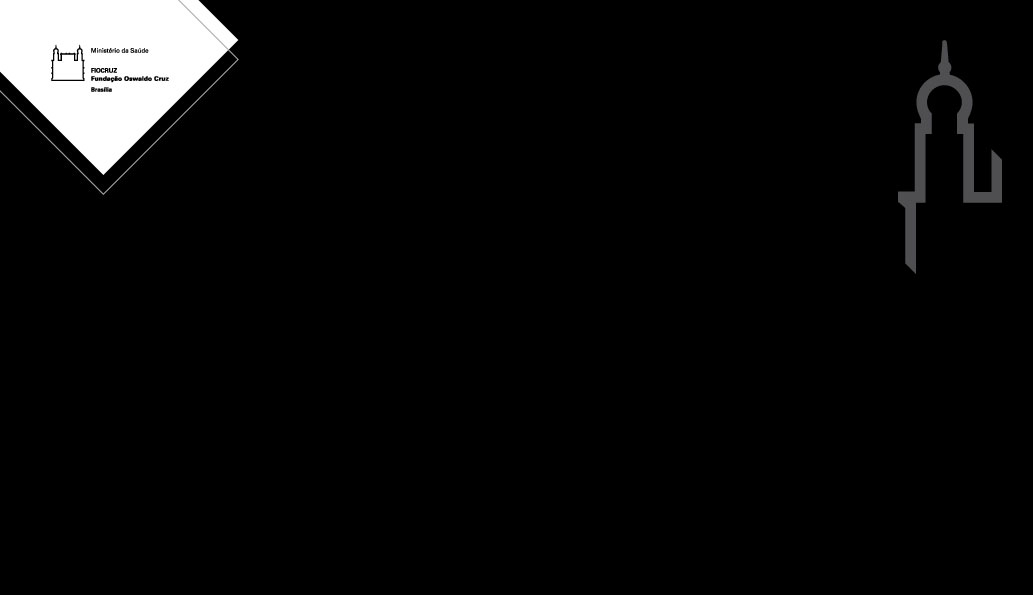 Ministério da Saúde
FIOCRUZ
Fundação Oswaldo Cruz
Brasília